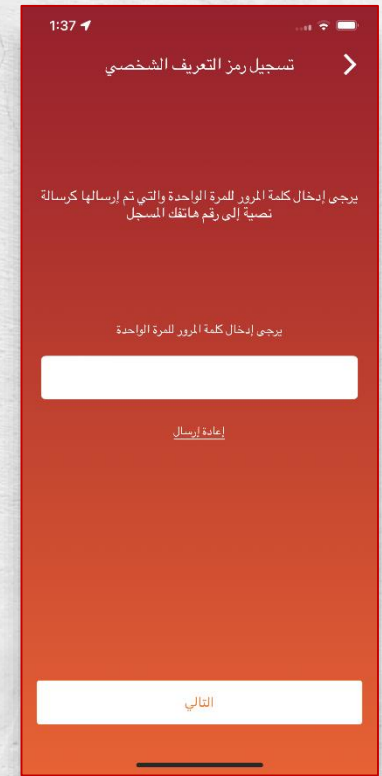 1:37
تسجيل رمز التعريف الشخصي
يرجى إدخال كلمة المرور للمرة الواحدة والتي تم إرسالها كرسالة
نصية إلى رقم هاتفك المسجل
يرجى إدخال كلمة المرور للمرة الواحدة
إعادة إرسال
التالي